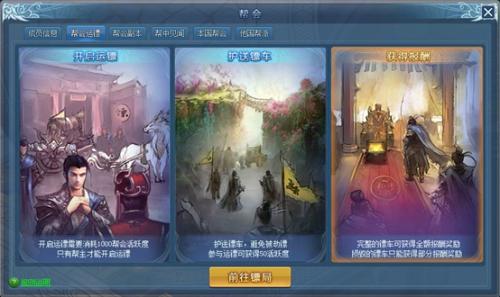 帮 会
成员信息 帮会运镖 帮会副本 帮中见闻 本国帮会 他国帮派
开启运镖
护送镖车
获得报酬
开启运镖需要消耗1000帮会活跃度
只有帮主才能开启运镖
护送镖车，避免被劫镖
参与运镖可获得50活跃度
完整的镖车可获得全额报酬奖励
损毁的镖车只能获得部分报酬奖励
前往镖局